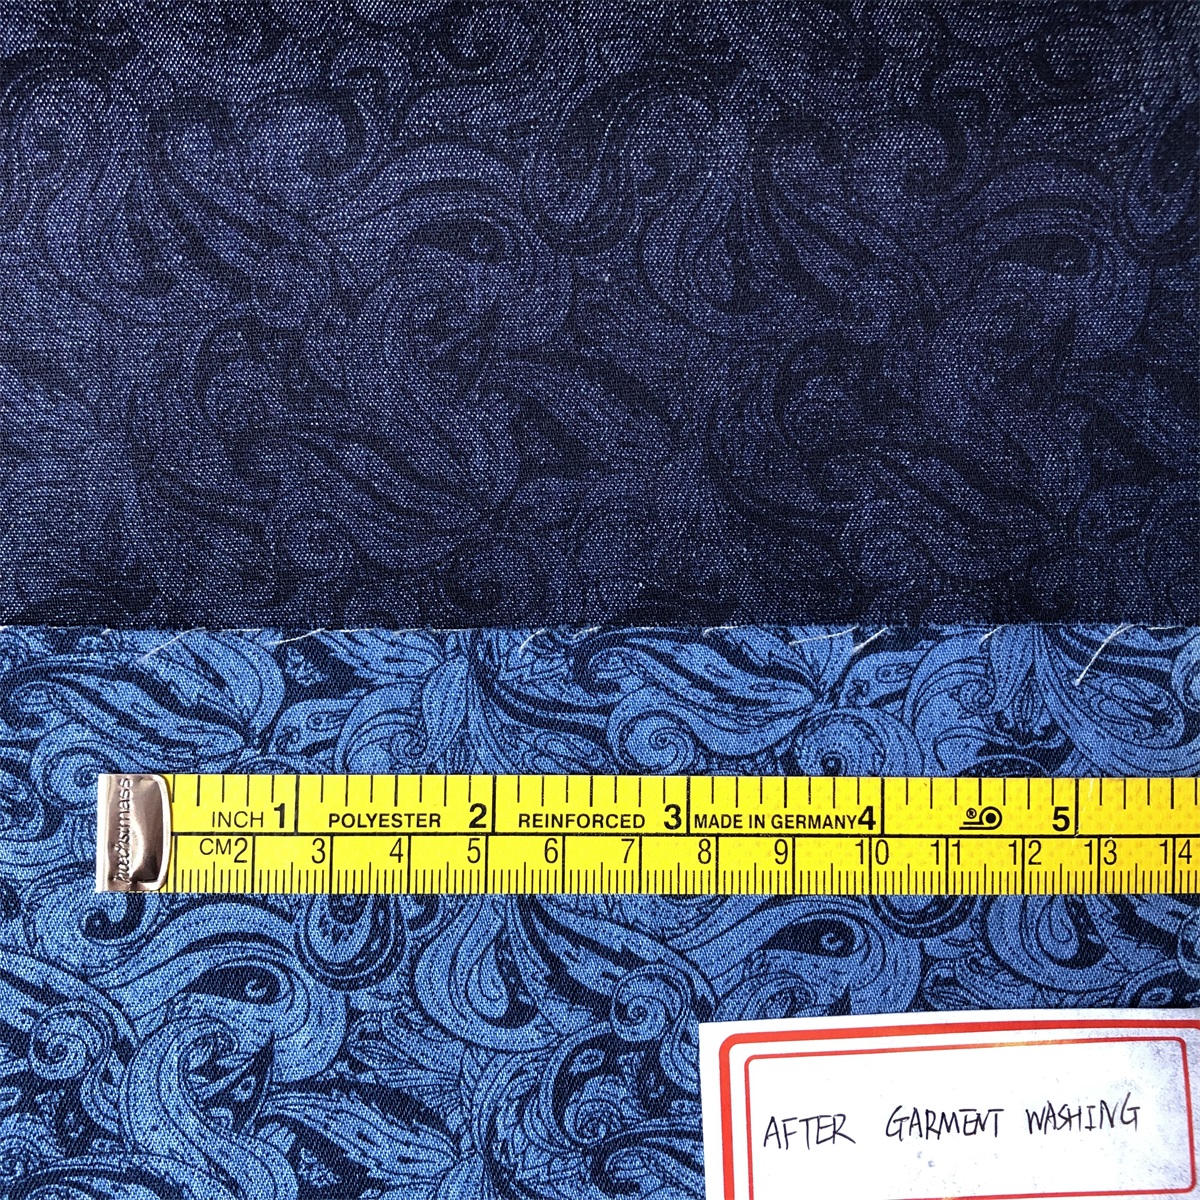 hoechstmass
INCH 1 POLYESTER 2 REINFORCED 3 MADE IN GERMANY 4 ® 5
CM 2 3 4 5 6 7 8 9 10 11 12 13 14
AFTER GARMENT WASHING